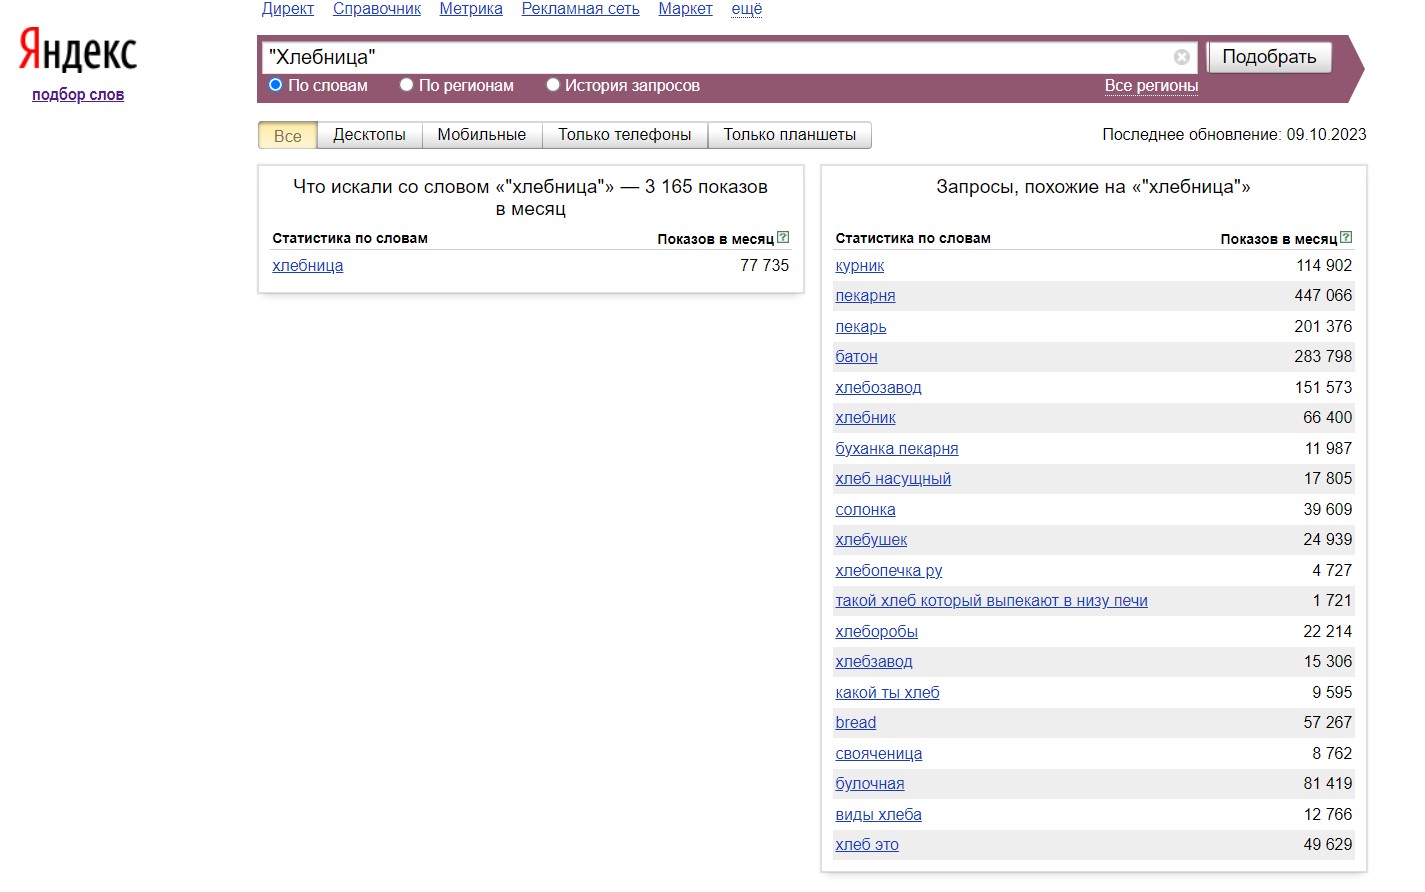 Директ Справочник Метрика Рекламная сеть Маркет ещё
Яндекс
подбор слов
"Хлебница"
Подобрать
По словам По регионам История запросов Все регионы
Все Десктопы Мобильные Только телефоны Только планшеты
Последнее обновление: 09.10.2023
Что искали со словом «"хлебница"» — 3 165 показов
в месяц
Статистика по словам Показов в месяц ?
хлебница 77 735
Запросы, похожие на «"хлебница"»
Статистика по словам Показов в месяц ?
курник 114 902
пекарня 447 066
пекарь 201 376
батон 283 798
хлебозавод 151 573
хлебник 66 400
буханка пекарня 11 987
хлеб насущный 17 805
солонка 39 609
хлебушек 24 939
хлебопечка ру 4 727
такой хлеб который выпекают в низу печи 1 721
хлеборобы 22 214
хлебзавод 15 306
какой ты хлеб 9 595
bread 57 267
свояченица 8 762
булочная 81 419
виды хлеба 12 766
хлеб это 49 629